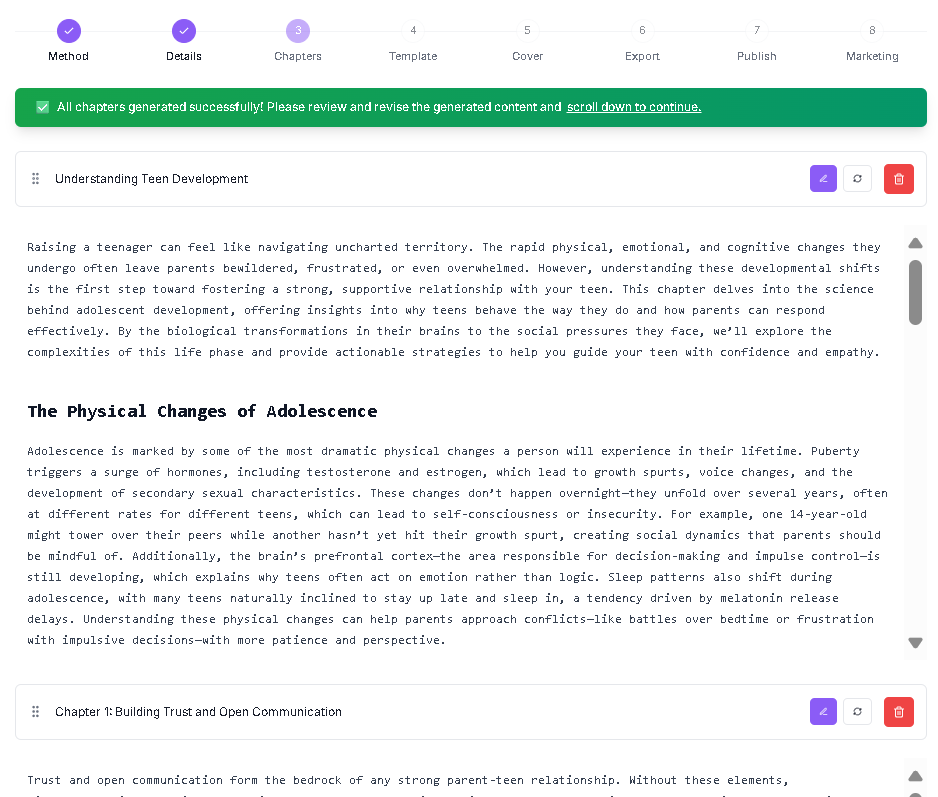 3 4 5 6 7 8
Method Details Chapters Template Cover Export Publish Marketing
All chapters generated successfully! Please review and revise the generated content and scroll down to continue.
Understanding Teen Development
Raising a teenager can feel like navigating uncharted territory. The rapid physical, emotional, and cognitive changes they
undergo often leave parents bewildered, frustrated, or even overwhelmed. However, understanding these developmental shifts
is the first step toward fostering a strong, supportive relationship with your teen. This chapter delves into the science
behind adolescent development, offering insights into why teens behave the way they do and how parents can respond
effectively. By the biological transformations in their brains to the social pressures they face, we’ll explore the
complexities of this life phase and provide actionable strategies to help you guide your teen with confidence and empathy.
The Physical Changes of Adolescence
Adolescence is marked by some of the most dramatic physical changes a person will experience in their lifetime. Puberty
triggers a surge of hormones, including testosterone and estrogen, which lead to growth spurts, voice changes, and the
development of secondary sexual characteristics. These changes don’t happen overnight—they unfold over several years, often
at different rates for different teens, which can lead to self-consciousness or insecurity. For example, one 14-year-old
might tower over their peers while another hasn’t yet hit their growth spurt, creating social dynamics that parents should
be mindful of. Additionally, the brain’s prefrontal cortex—the area responsible for decision-making and impulse control—is
still developing, which explains why teens often act on emotion rather than logic. Sleep patterns also shift during
adolescence, with many teens naturally inclined to stay up late and sleep in, a tendency driven by melatonin release
delays. Understanding these physical changes can help parents approach conflicts—like battles over bedtime or frustration
with impulsive decisions—with more patience and perspective.
Chapter 1: Building Trust and Open Communication
Trust and open communication form the bedrock of any strong parent-teen relationship. Without these elements,